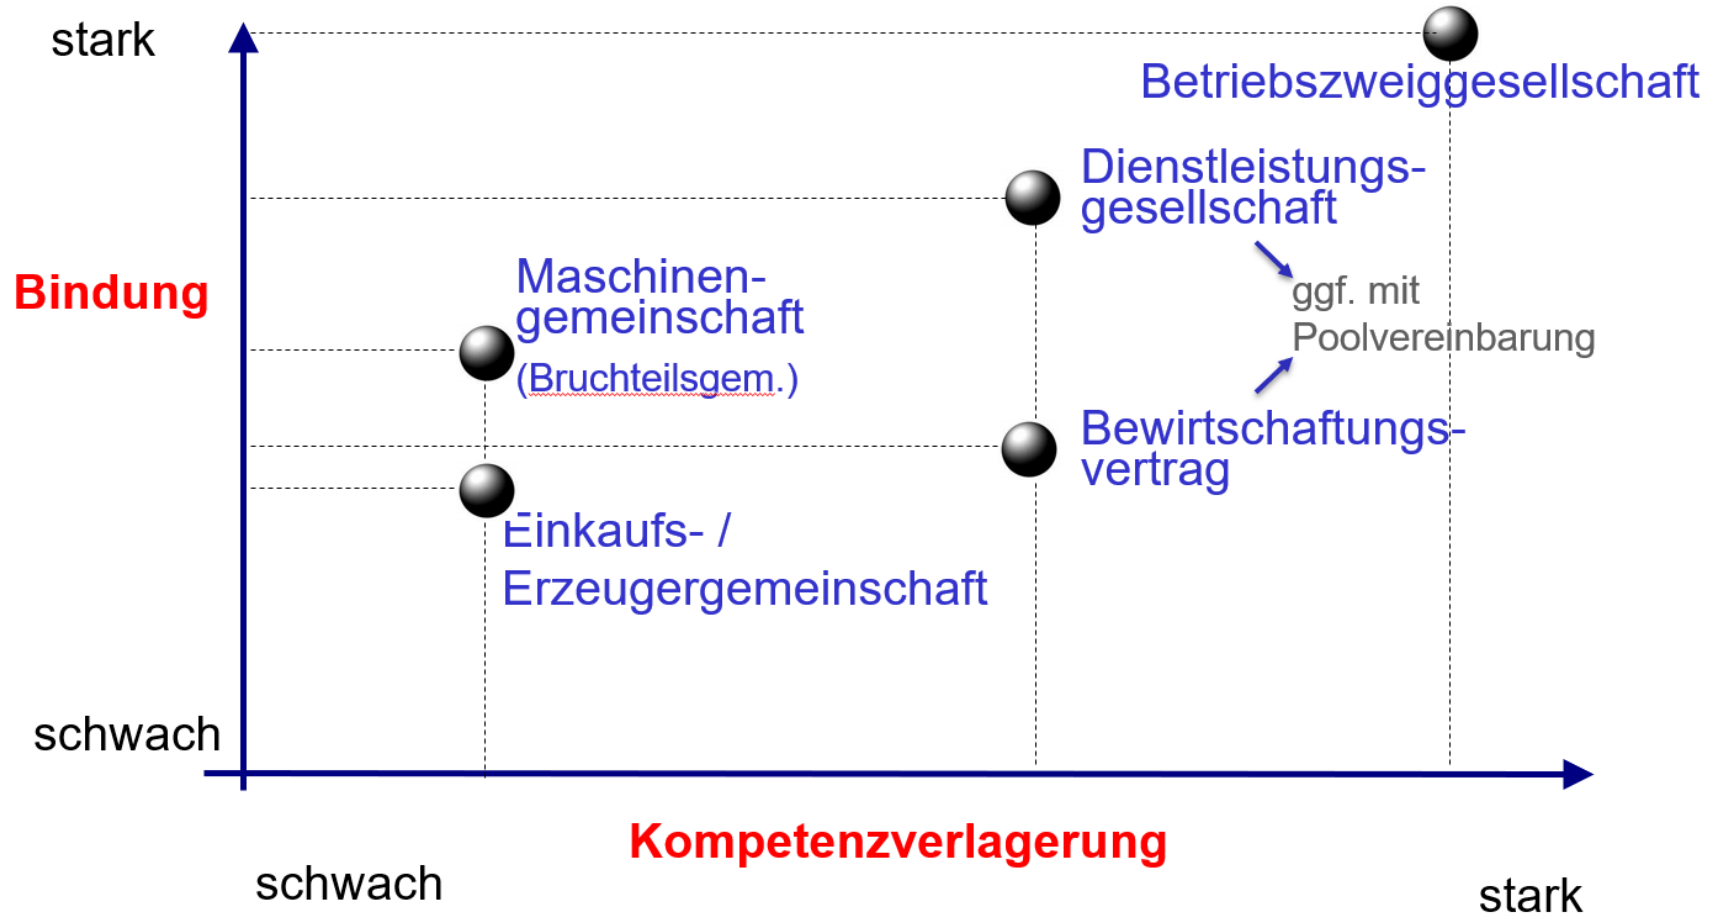 stark
Betriebszweiggesellschaft
Dienstleistungs-
gesellschaft
Maschinen-
gemeinschaft
(Bruchteilsgem.)
Bindung
ggf. mit
Poolvereinbarung
Bewirtschaftungs-
vertrag
Einkaufs- /
Erzeugergemeinschaft
schwach
Kompetenzverlagerung
schwach
stark